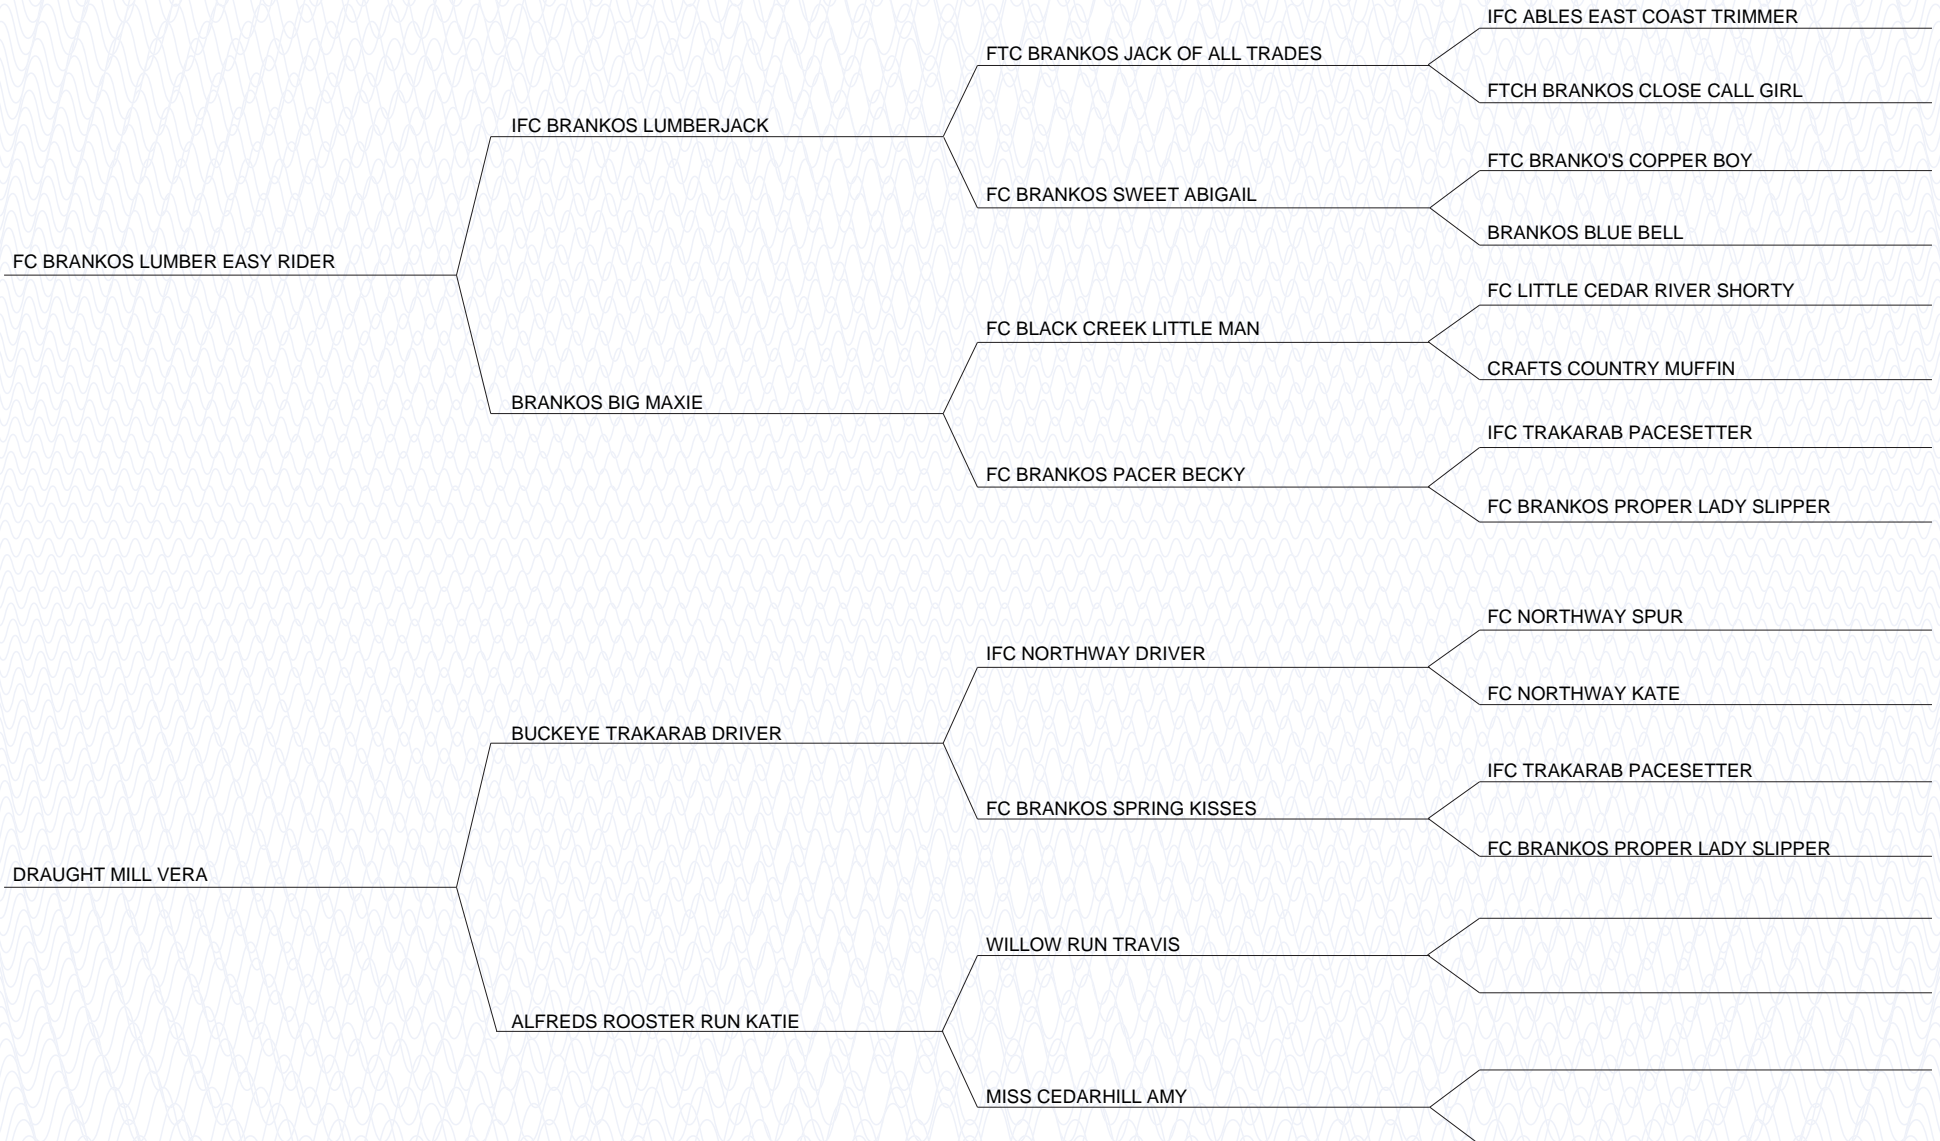 IFC ABLES EAST COAST TRIMMER
FTC BRANKOS JACK OF ALL TRADES
FTCH BRANKOS CLOSE CALL GIRL
IFC BRANKOS LUMBERJACK
FTC BRANKO'S COPPER BOY
FC BRANKOS SWEET ABIGAIL
BRANKOS BLUE BELL
FC BRANKOS LUMBER EASY RIDER
FC LITTLE CEDAR RIVER SHORTY
FC BLACK CREEK LITTLE MAN
CRAFTS COUNTRY MUFFIN
BRANKOS BIG MAXIE
IFC TRAKARAB PACESETTER
FC BRANKOS PACER BECKY
FC BRANKOS PROPER LADY SLIPPER
FC NORTHWAY SPUR
IFC NORTHWAY DRIVER
FC NORTHWAY KATE
BUCKEYE TRAKARAB DRIVER
IFC TRAKARAB PACESETTER
FC BRANKOS SPRING KISSES
FC BRANKOS PROPER LADY SLIPPER
DRAUGHT MILL VERA
WILLOW RUN TRAVIS
ALFREDS ROOSTER RUN KATIE
MISS CEDARHILL AMY